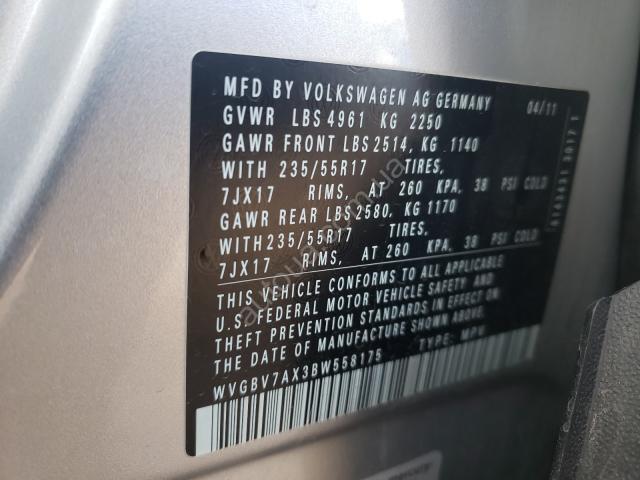 MFD BY VOLKSWAGEN AG GERMANY 04/11
GVWR LBS 4961 KG 2250
GAWR FRONT LBS 2514, KG 1140
WITH 235/55R17 TIRES,
7JX17 RIMS, AT 260 KPA, 38 PSI COLD
GAWR REAR LBS 2580, KG 1170
WITH235/55R17 TIRES,
7JX17 RIMS, AT 260 KPA, 38 PSI COLD
THIS VEHICLE CONFORMS TO ALL APPLICABLE
U.S. FEDERAL MOTOR VEHICLE SAFETY AND
THEFT PREVENTION STANDARDS IN EFFECT ON
THE DATE OF MANUFACTURE SHOWN ABOVE.
WVGBV7AX3BW558175 TYPE: MPV